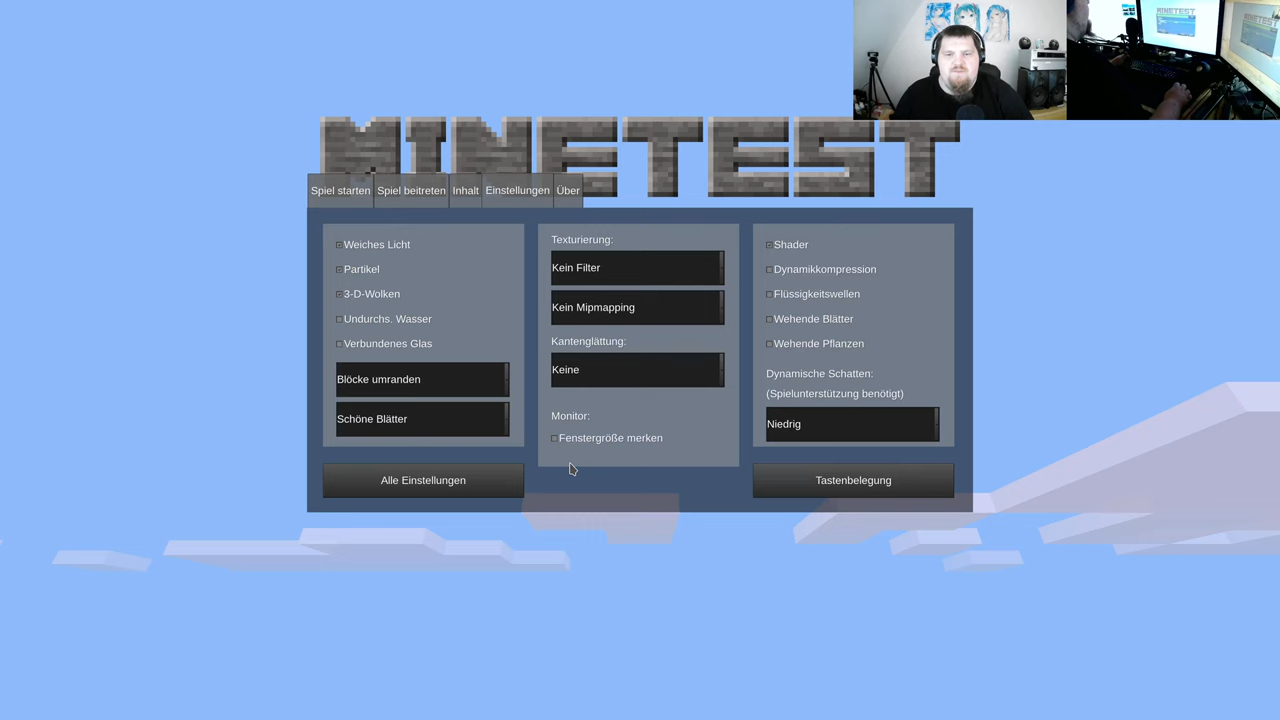 MINETEST
Spiel starten
Spiel beitreten
Inhalt
Einstellungen
Über
Weiches Licht
Partikel
3-D-Wolken
Undurchs. Wasser
Verbundenes Glas
Blöcke umranden
Schöne Blätter
Alle Einstellungen
Texturierung:
Kein Filter
Kein Mipmapping
Kantenglättung:
Keine
Monitor:
Fenstergröße merken
Shader
Dynamikkompression
Flüssigkeitswellen
Wehende Blätter
Wehende Pflanzen
Dynamische Schatten:
(Spielunterstützung benötigt)
Niedrig
Tastenbelegung
MINETEST
MINETEST